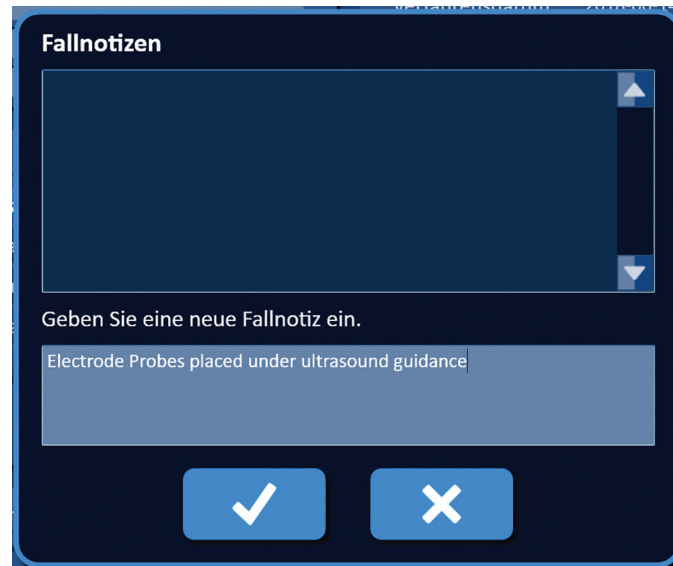 Fallnotizen
Geben Sie eine neue Fallnotiz ein.
Electrode Probes placed under ultrasound guidance